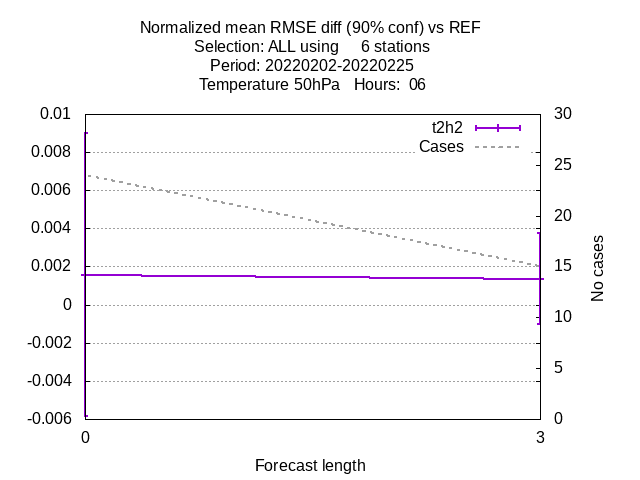 Normalized mean RMSE diff (90% conf) vs REF
Selection: ALL using     6 stations
Period: 20220202-20220225
Temperature 50hPa   Hours:  06
t2h2
Cases
0.01
0.008
0.006
0.004
0.002
0
-0.002
-0.004
-0.006
30
25
20
15
10
5
0
No cases
0
3
Forecast length